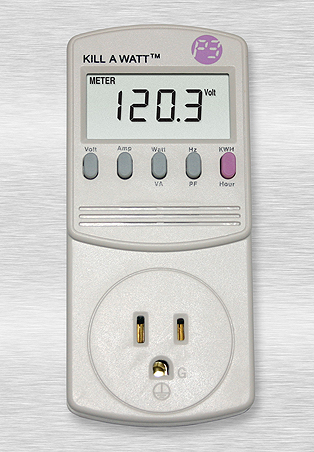 P3
KILL A WATT™
METER
120.3 Volt
Volt Amp Watt Hz KWH
VA PF Hour
G